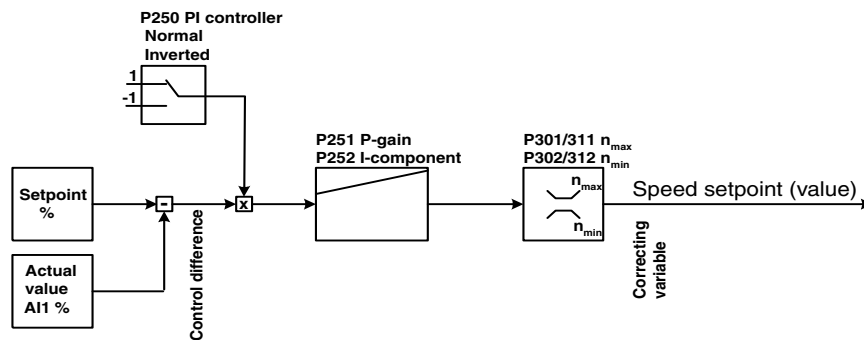 P250 PI controller
Normal
Inverted
1
-1
P251 P-gain
P252 I-component
P301/311 nmax
P302/312 nmin
Setpoint
%
-
x
nmax
nmin
Speed setpoint (value)
Control difference
Correcting
variable
Actual
value
AI1 %